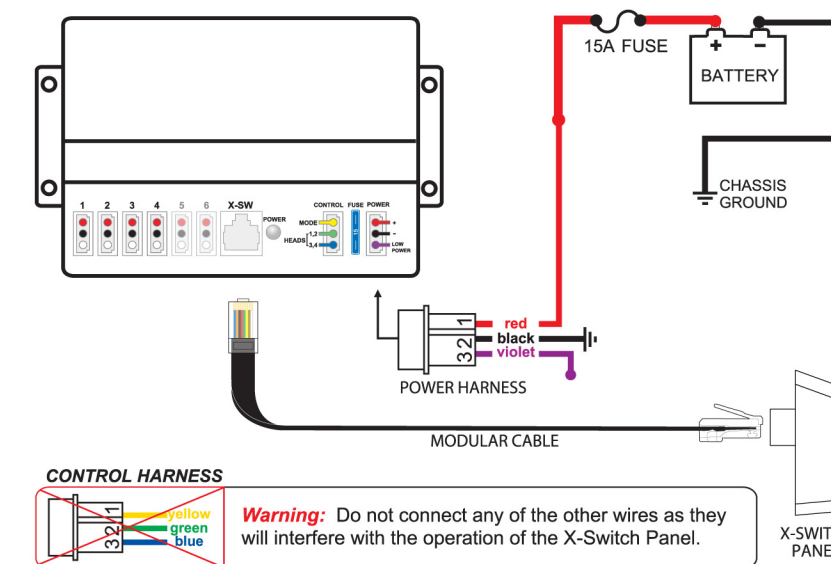 15A FUSE
+ -
BATTERY
CHASSIS
GROUND
1 2 3 4 5 6 X-SW CONTROL FUSE POWER
POWER
MODE
HEADS
1,2
3,4
15
+
-
LOW
POWER
1
2
3
red
black
violet
POWER HARNESS
MODULAR CABLE
CONTROL HARNESS
1
2
3
yellow
green
blue
Warning: Do not connect any of the other wires as they
will interfere with the operation of the X-Switch Panel.
X-SWIT
PANE